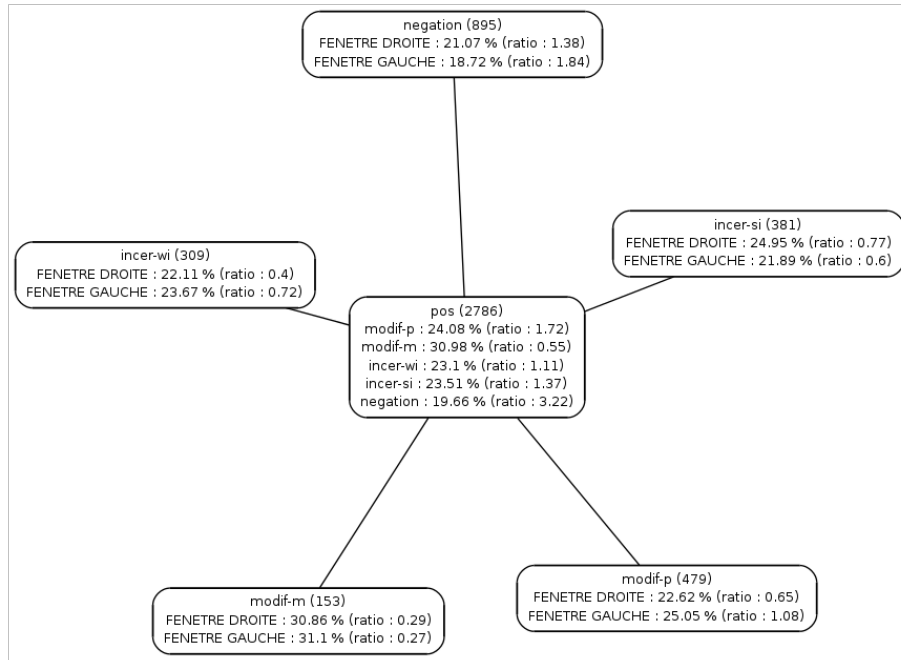 negation (895)
FENETRE DROITE : 21.07 % (ratio : 1.38)
FENETRE GAUCHE : 18.72 % (ratio : 1.84)
incer-si (381)
FENETRE DROITE : 24.95 % (ratio : 0.77)
FENETRE GAUCHE : 21.89 % (ratio : 0.6)
incer-wi (309)
FENETRE DROITE : 22.11 % (ratio : 0.4)
FENETRE GAUCHE : 23.67 % (ratio : 0.72)
pos (2786)
modif-p : 24.08 % (ratio : 1.72)
modif-m : 30.98 % (ratio : 0.55)
incer-wi : 23.1 % (ratio : 1.11)
incer-si : 23.51 % (ratio : 1.37)
negation : 19.66 % (ratio : 3.22)
modif-m (153)
FENETRE DROITE : 30.86 % (ratio : 0.29)
FENETRE GAUCHE : 31.1 % (ratio : 0.27)
modif-p (479)
FENETRE DROITE : 22.62 % (ratio : 0.65)
FENETRE GAUCHE : 25.05 % (ratio : 1.08)